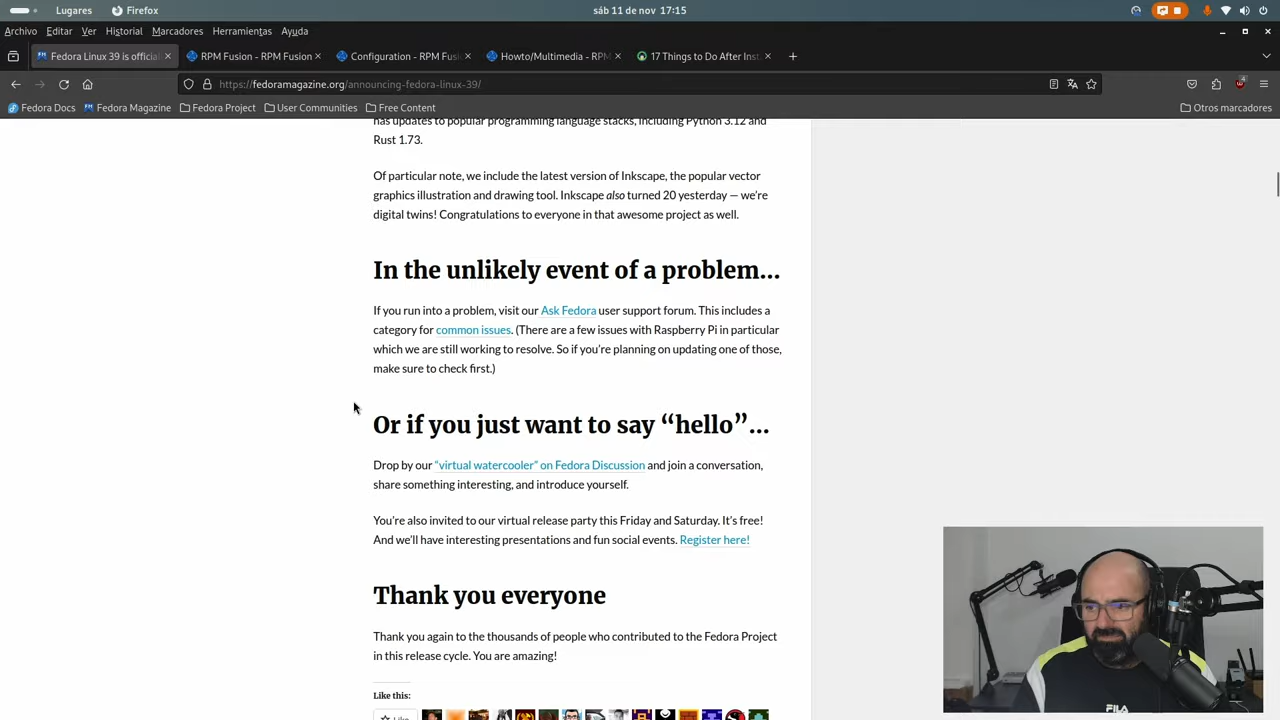 Lugares Firefox sáb 11 de nov 17:15
Archivo Editar Ver Historial Marcadores Herramientas Ayuda
Fedora Linux 39 is official RPM Fusion - RPM Fusion Configuration - RPM Fus Howto/Multimedia - RPM 17 Things to Do After Inst
https://fedoramagazine.org/announcing-fedora-linux-39/
Fedora Docs Fedora Magazine Fedora Project User Communities Free Content Otros marcadores
has updates to popular programming language stacks, including Python 3.12 and
Rust 1.73.
Of particular note, we include the latest version of Inkscape, the popular vector
graphics illustration and drawing tool. Inkscape also turned 20 yesterday — we're
digital twins! Congratulations to everyone in that awesome project as well.
In the unlikely event of a problem…
If you run into a problem, visit our Ask Fedora user support forum. This includes a
category for common issues. (There are a few issues with Raspberry Pi in particular
which we are still working to resolve. So if you're planning on updating one of those,
make sure to check first.)
Or if you just want to say “hello”…
Drop by our “virtual watercooler” on Fedora Discussion and join a conversation,
share something interesting, and introduce yourself.
You're also invited to our virtual release party this Friday and Saturday. It's free!
And we'll have interesting presentations and fun social events. Register here!
Thank you everyone
Thank you again to the thousands of people who contributed to the Fedora Project
in this release cycle. You are amazing!
Like this:
Like
FILA